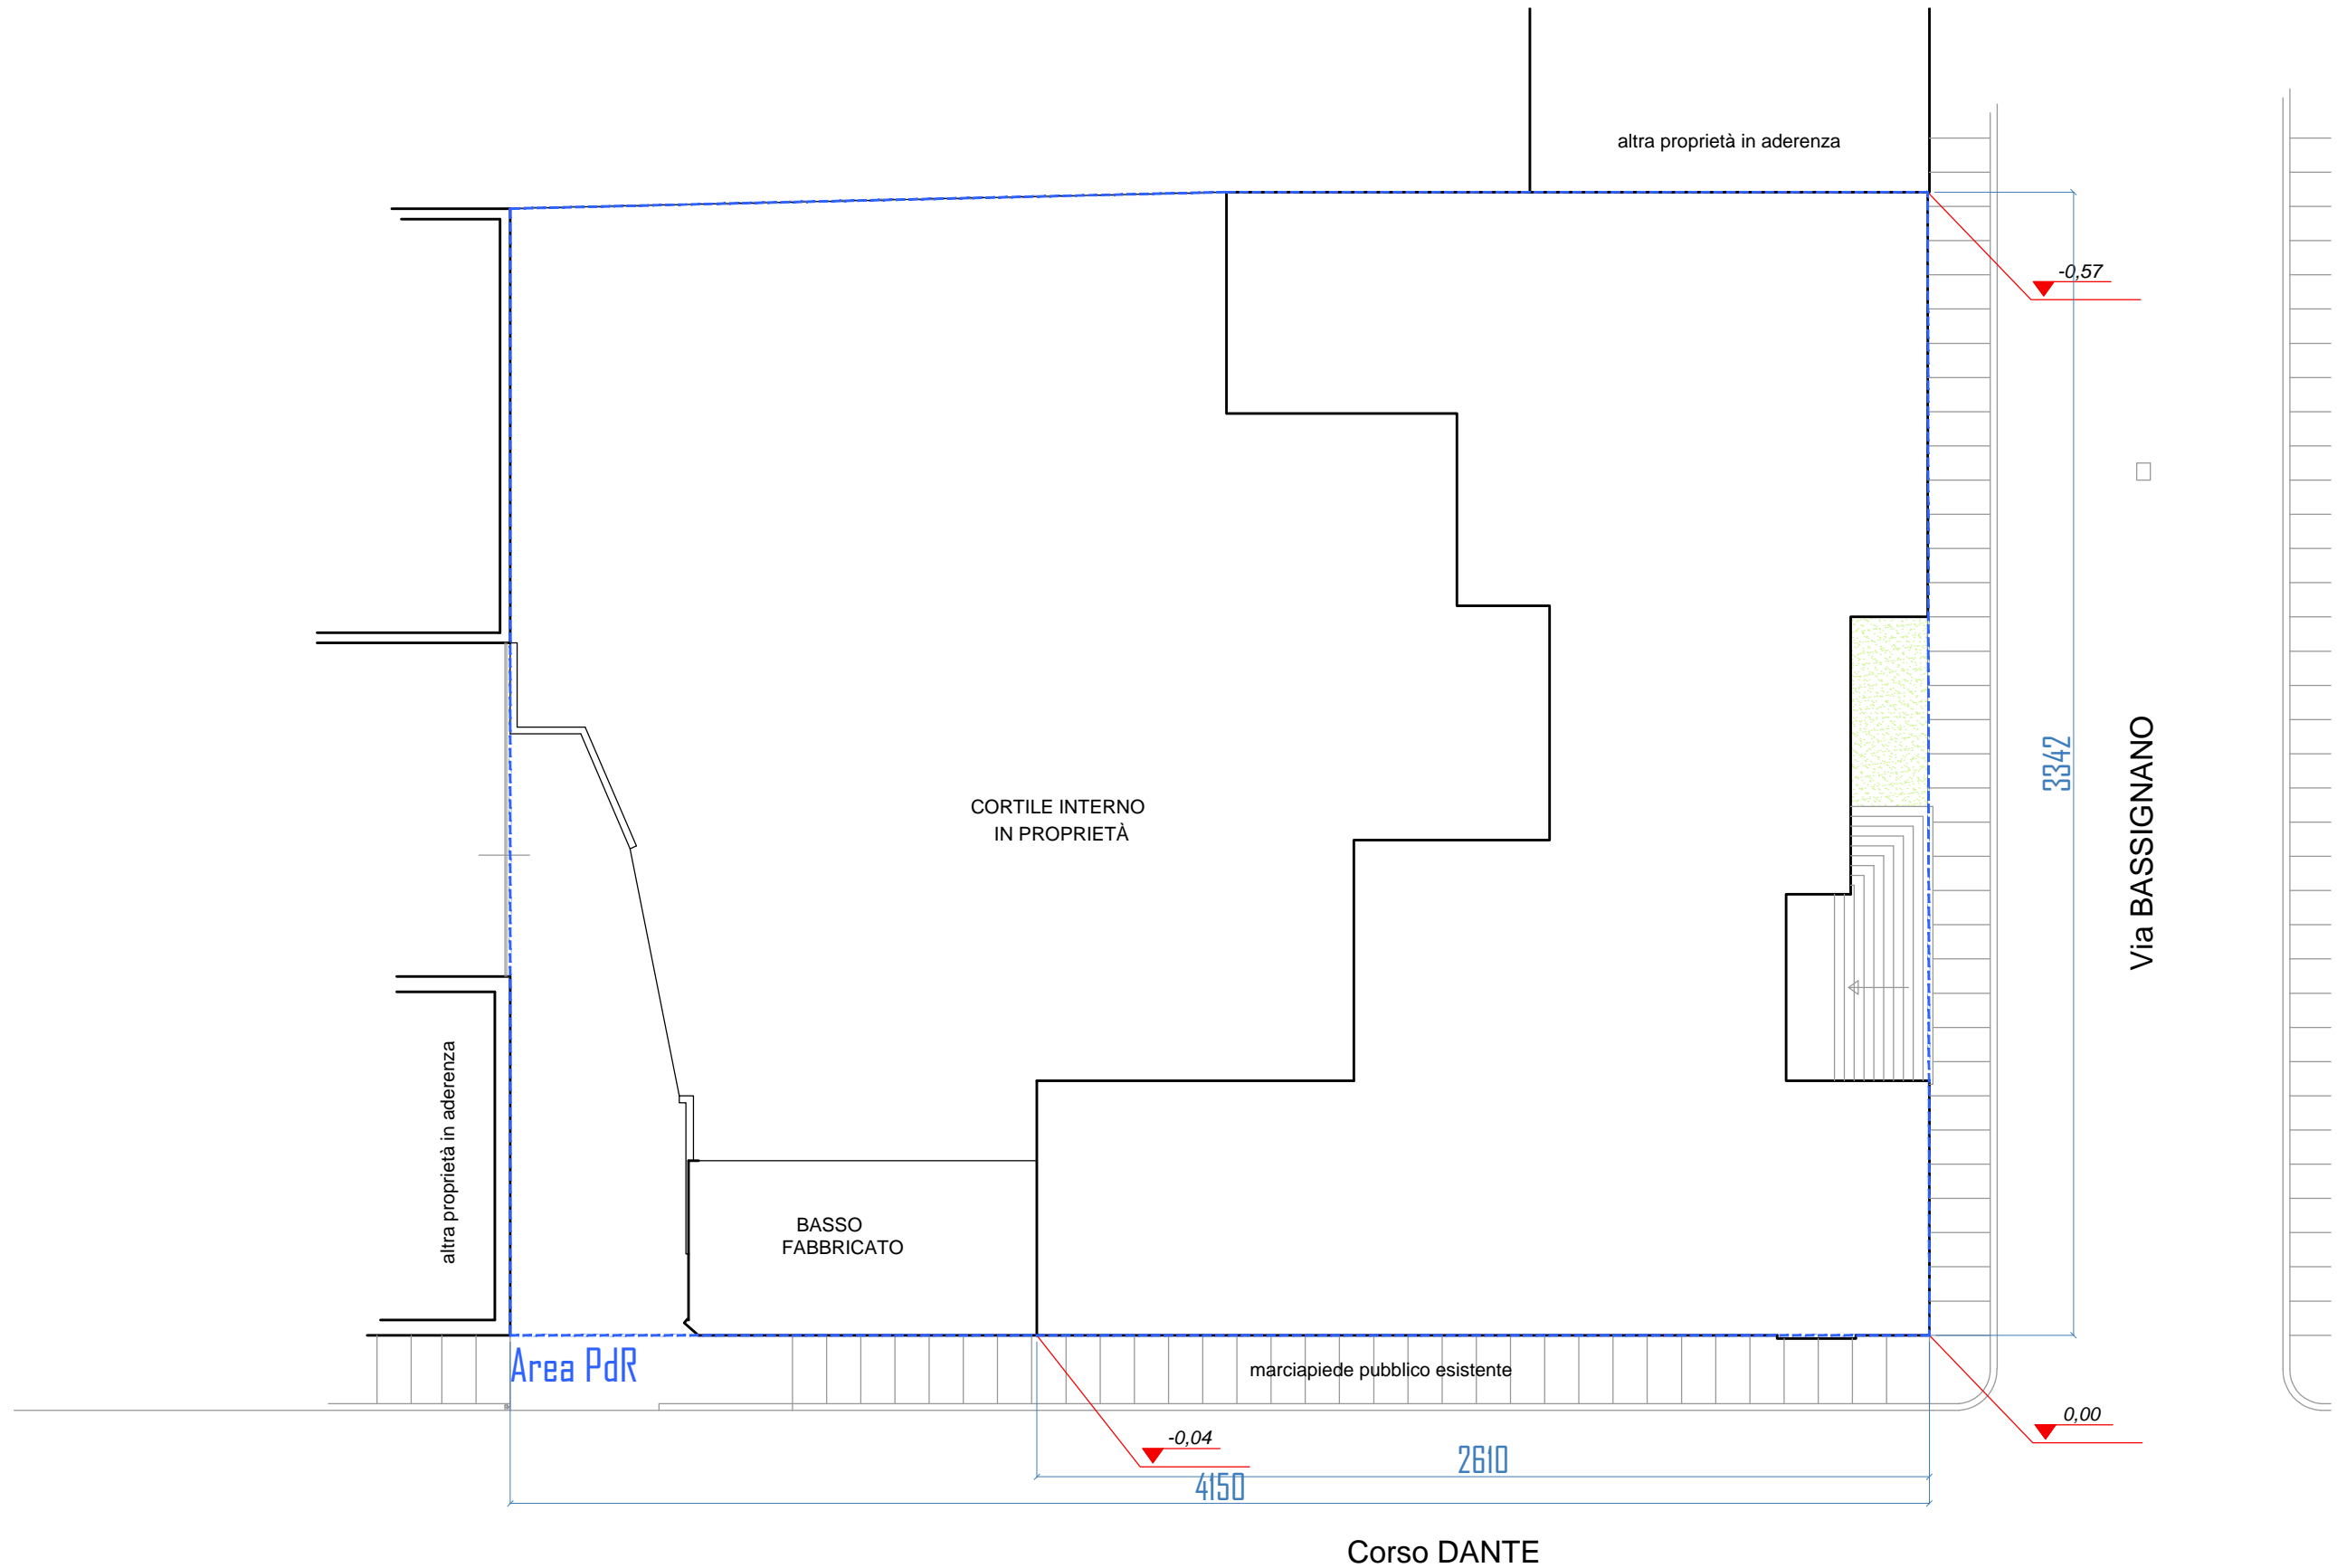 altra proprietà in aderenza
-0,57
3342
Via BASSIGNANO
CORTILE INTERNO
IN PROPRIETÀ
altra proprietà in aderenza
BASSO
FABBRICATO
Area PdR
marciapiede pubblico esistente
0,00
-0,04
2610
4150
Corso DANTE